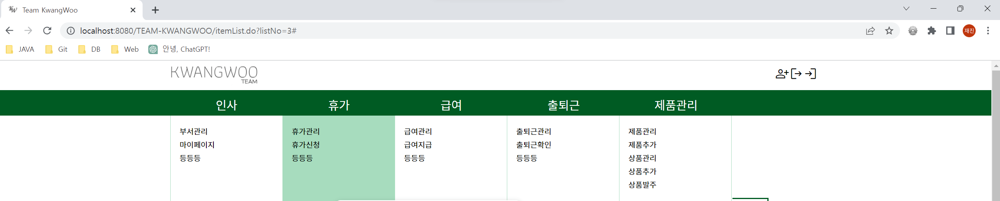 Team KwangWoo
localhost:8080/TEAM-KWANGWOO/itemList.do?listNo=3#
재진
JAVA Git DB Web 안녕, ChatGPT!
KWANGWOO
TEAM
인사 휴가 급여 출퇴근 제품관리
부서관리 휴가관리 급여관리 출퇴근관리 제품관리
마이페이지 휴가신청 급여지급 출퇴근확인 제품추가
등등등 등등등 등등등 등등등 상품관리
상품추가
상품발주